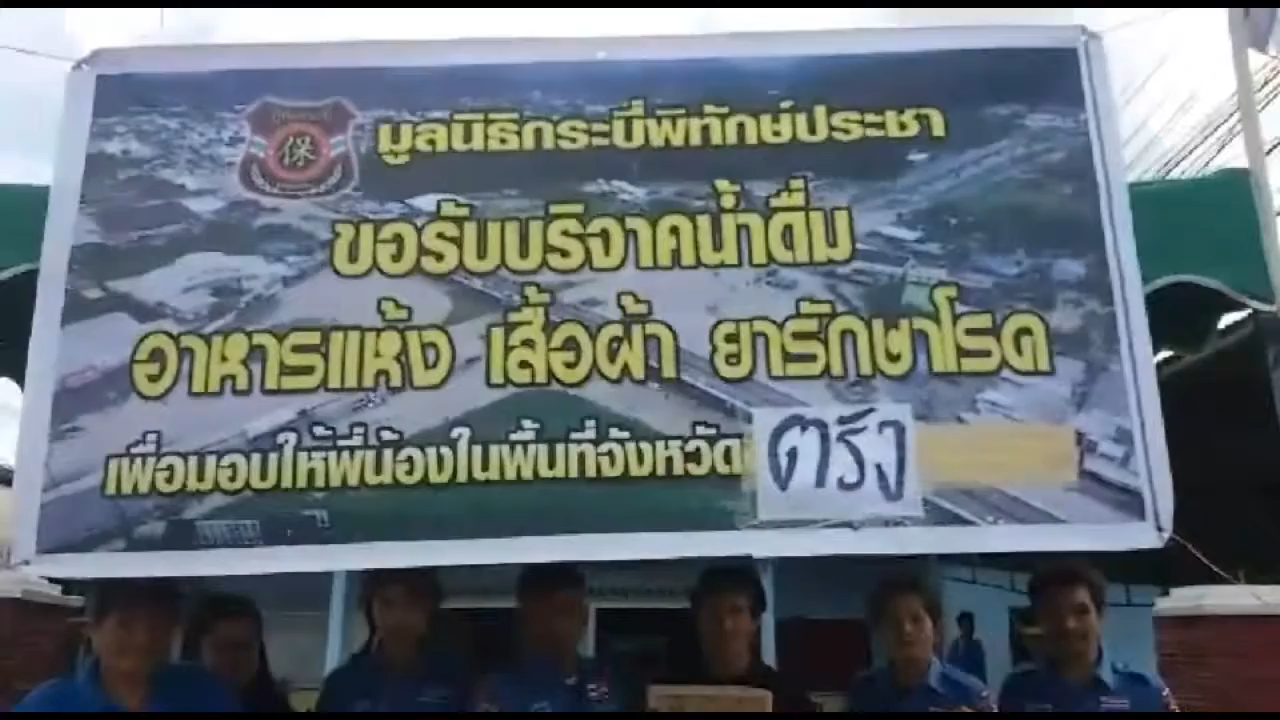 保
มูลนิธิกระบี่พิทักษ์ประชา
ขอรับบริจาคน้ำดื่ม
อาหารแห้ง เสื้อผ้า ยารักษาโรค
เพื่อมอบให้พี่น้องในพื้นที่จังหวัด ตรัง